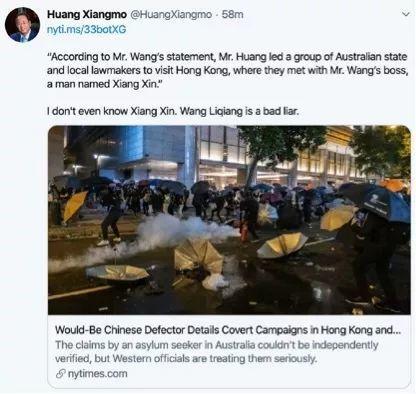 Huang Xiangmo @HuangXiangmo · 58m
nyti.ms/33botXG
"According to Mr. Wang's statement, Mr. Huang led a group of Australian state
and local lawmakers to visit Hong Kong, where they met with Mr. Wang's boss,
a man named Xiang Xin."
I don't even know Xiang Xin. Wang Liqiang is a bad liar.
Would-Be Chinese Defector Details Covert Campaigns in Hong Kong and...
The claims by an asylum seeker in Australia couldn't be independently
verified, but Western officials are treating them seriously.
nytimes.com